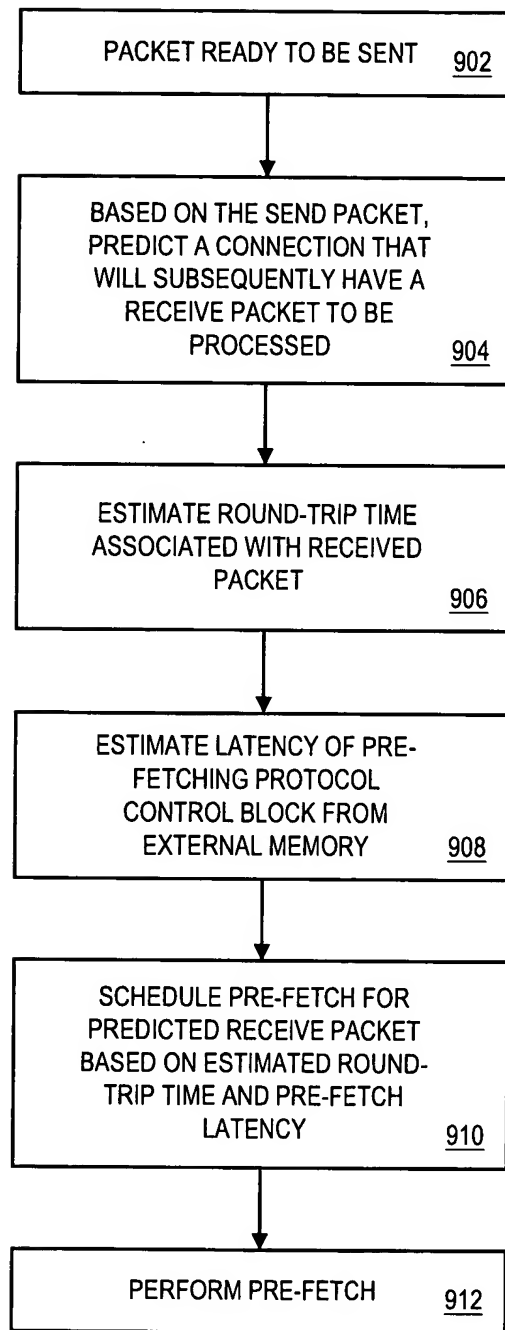 PACKET READY TO BE SENT 902
BASED ON THE SEND PACKET,
PREDICT A CONNECTION THAT
WILL SUBSEQUENTLY HAVE A
RECEIVE PACKET TO BE
PROCESSED
904
ESTIMATE ROUND-TRIP TIME
ASSOCIATED WITH RECEIVED
PACKET
906
ESTIMATE LATENCY OF PRE-
FETCHING PROTOCOL
CONTROL BLOCK FROM
EXTERNAL MEMORY
908
SCHEDULE PRE-FETCH FOR
PREDICTED RECEIVE PACKET
BASED ON ESTIMATED ROUND-
TRIP TIME AND PRE-FETCH
LATENCY
910
PERFORM PRE-FETCH 912